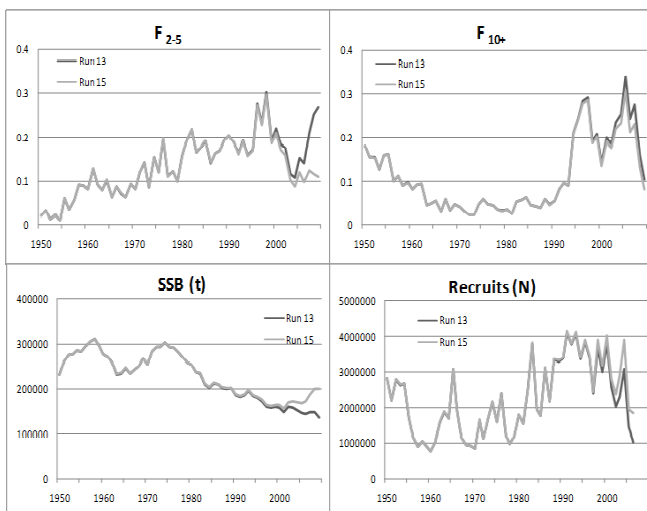 F 2-5
0.4
0.3
0.2
0.1
0
Run 13
Run 15
1950 1960 1970 1980 1990 2000
F 10+
0.4
0.3
0.2
0.1
0
Run 13
Run 15
1950 1960 1970 1980 1990 2000
SSB (t)
400000
300000
200000
100000
0
Run 13
Run 15
1950 1960 1970 1980 1990 2000
Recruits (N)
5000000
4000000
3000000
2000000
1000000
0
Run 13
Run 15
1950 1960 1970 1980 1990 2000